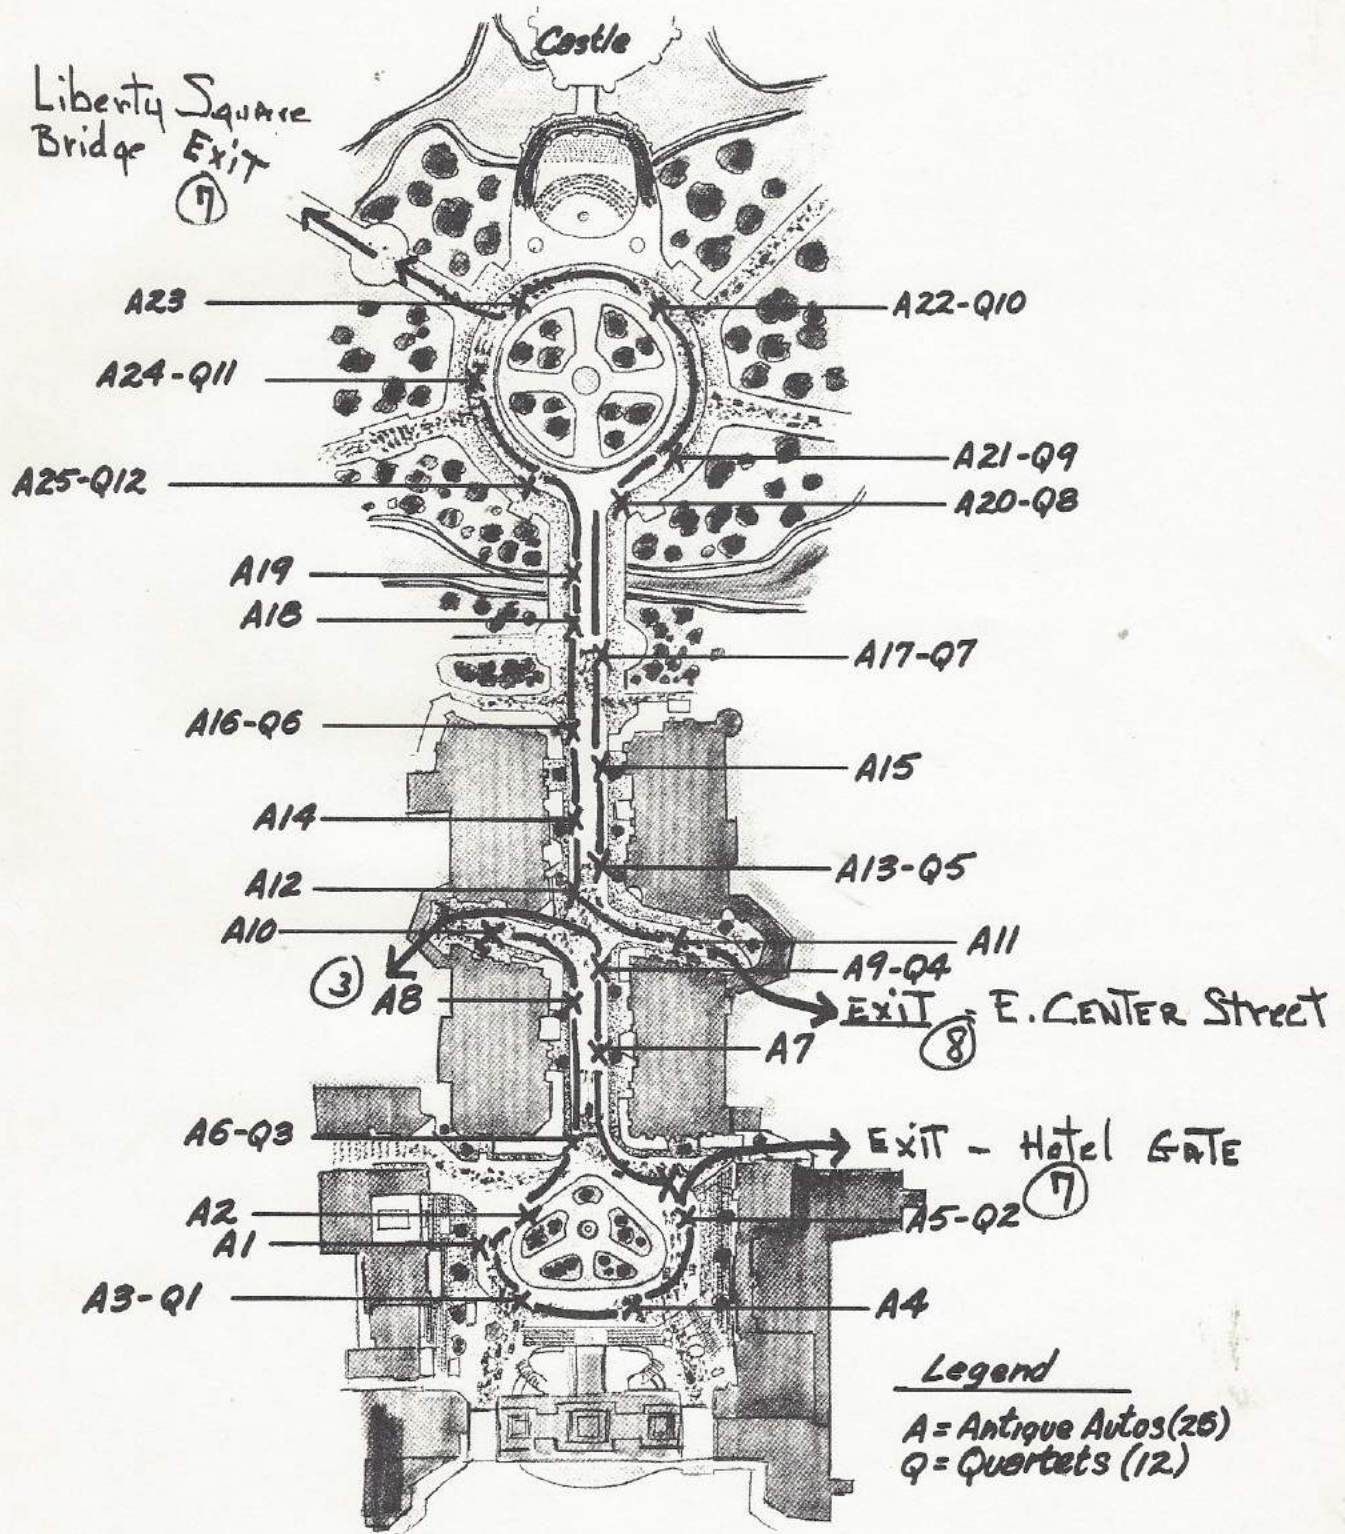 Castle
Liberty Square
Bridge Exit
7
A23
A22-Q10
A24-Q11
A21-Q9
A25-Q12
A20-Q8
A19
A18
A17-Q7
A16-Q6
A15
A14
A13-Q5
A12
A10
A11
A9-Q4
3
A8
EXIT - E. CENTER Street
8
A7
A6-Q3
EXIT - Hotel GATE
7
A2
A5-Q2
A1
A3-Q1
A4
Legend
A = Antique Autos (25)
Q = Quartets (12)